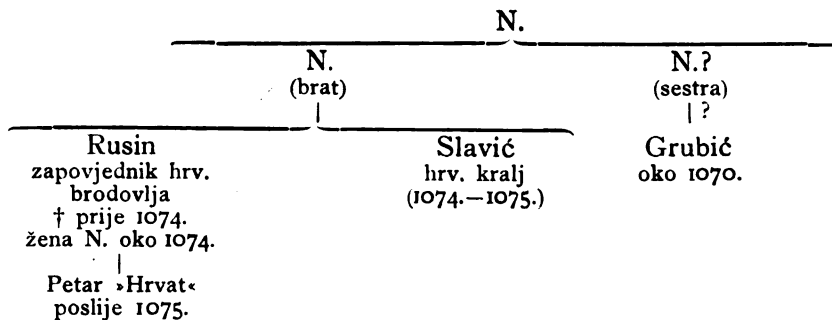 N.
N.
(brat)
N.?
(sestra)
?
Rusin
zapovjednik hrv.
brodovlja
† prije 1074.
žena N. oko 1074.
Petar »Hrvat«
poslije 1075.
Slavić
hrv. kralj
(1074.—1075.)
Grubić
oko 1070.